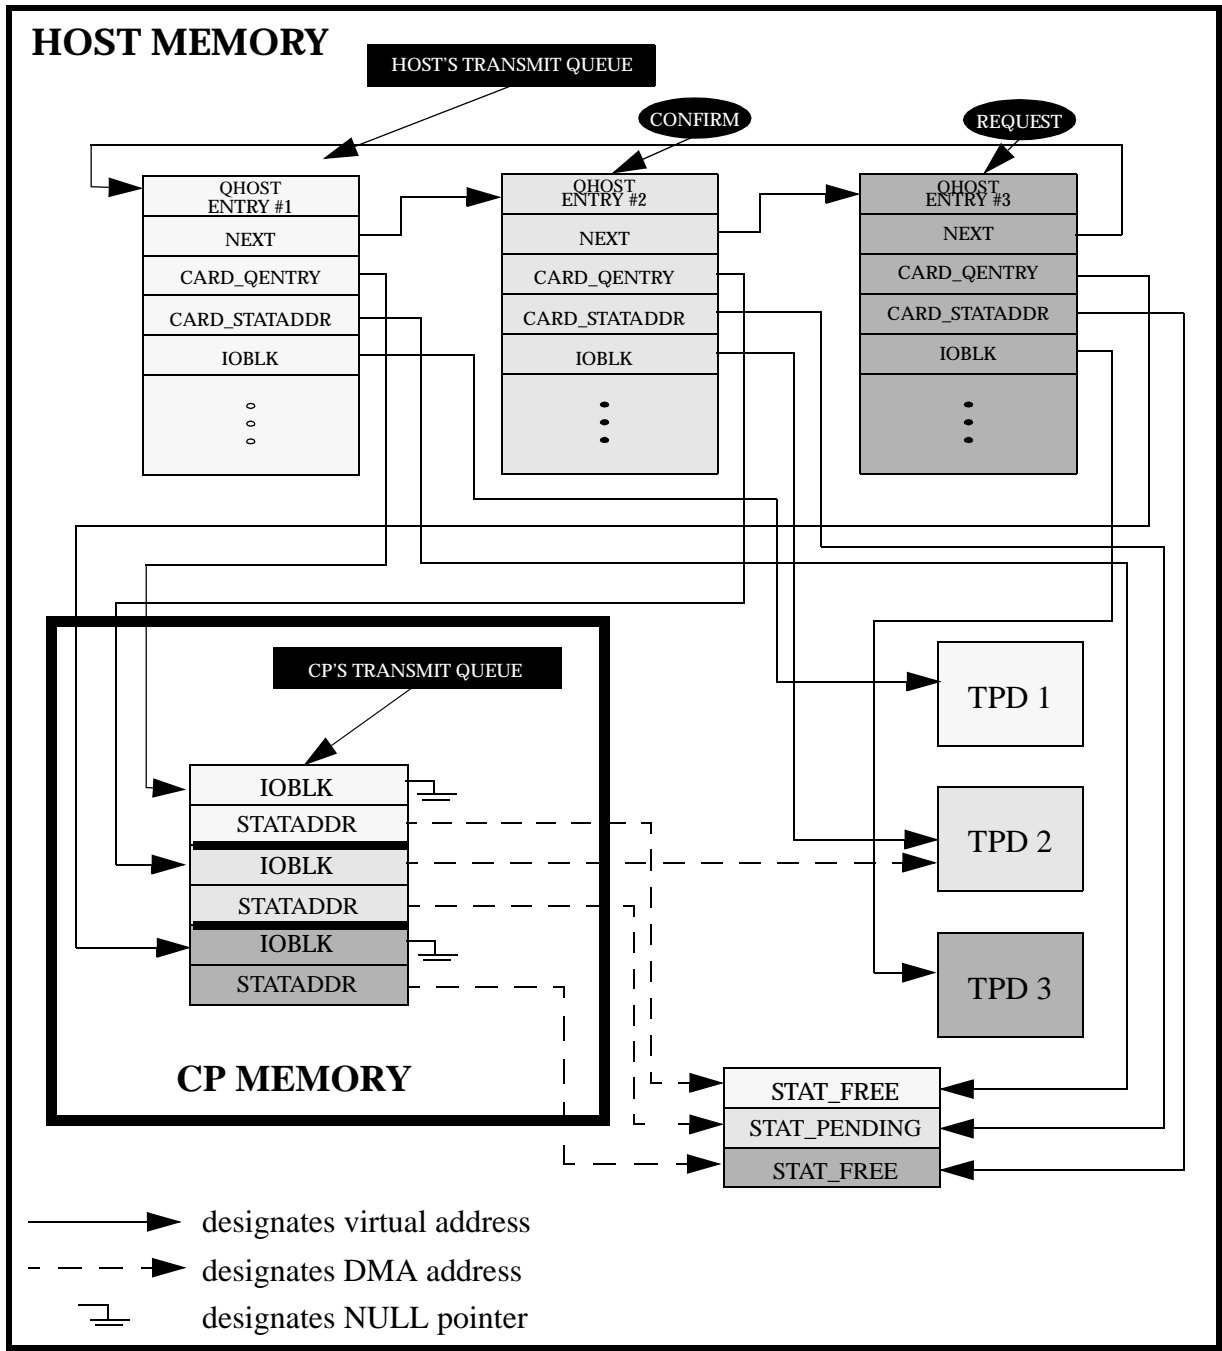 HOST MEMORY
HOST'S TRANSMIT QUEUE
CONFIRM
REQUEST
QHOST
ENTRY #1
NEXT
CARD_QENTRY
CARD_STATADDR
IOBLK
QHOST
ENTRY #2
NEXT
CARD_QENTRY
CARD_STATADDR
IOBLK
QHOST
ENTRY #3
NEXT
CARD_QENTRY
CARD_STATADDR
IOBLK
CP'S TRANSMIT QUEUE
IOBLK
STATADDR
IOBLK
STATADDR
IOBLK
STATADDR
CP MEMORY
TPD 1
TPD 2
TPD 3
STAT_FREE
STAT_PENDING
STAT_FREE
designates virtual address
designates DMA address
designates NULL pointer